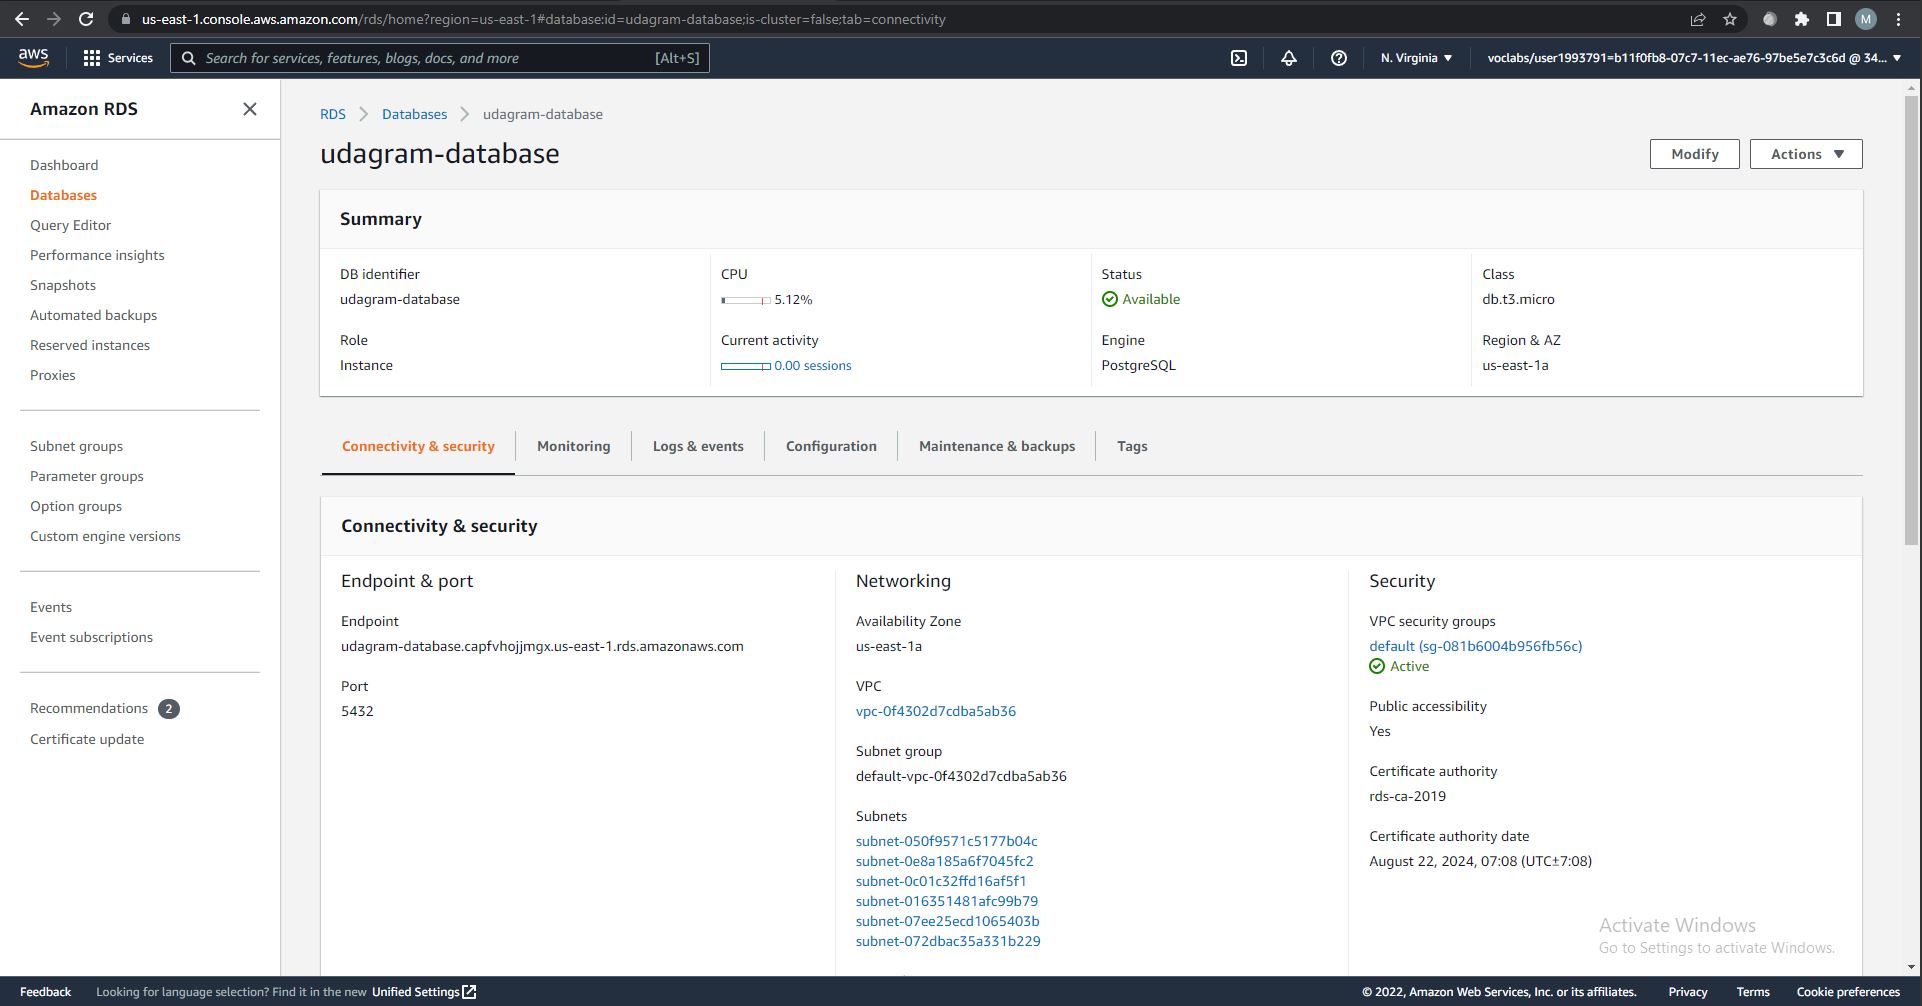 us-east-1.console.aws.amazon.com/rds/home?region=us-east-1#database:id=udagram-database;is-cluster=false;tab=connectivity
M
aws
Services
Search for services, features, blogs, docs, and more
[Alt+S]
N. Virginia
voclabs/user1993791=b11f0fb8-07c7-11ec-ae76-97be5e7c3c6d @ 34...
Amazon RDS
Dashboard
Databases
Query Editor
Performance insights
Snapshots
Automated backups
Reserved instances
Proxies
Subnet groups
Parameter groups
Option groups
Custom engine versions
Events
Event subscriptions
Recommendations 2
Certificate update
RDS
Databases
udagram-database
udagram-database
Modify
Actions
Summary
DB identifier
udagram-database
CPU
5.12%
Status
Available
Class
db.t3.micro
Role
Instance
Current activity
0.00 sessions
Engine
PostgreSQL
Region & AZ
us-east-1a
Connectivity & security
Monitoring
Logs & events
Configuration
Maintenance & backups
Tags
Connectivity & security
Endpoint & port
Endpoint
udagram-database.capfvhojjmgx.us-east-1.rds.amazonaws.com
Port
5432
Networking
Availability Zone
us-east-1a
VPC
vpc-0f4302d7cdba5ab36
Subnet group
default-vpc-0f4302d7cdba5ab36
Subnets
subnet-050f9571c5177b04c
subnet-0e8a185a6f7045fc2
subnet-0c01c32ffd16af5f1
subnet-016351481afc99b79
subnet-07ee25ecd1065403b
subnet-072dbac35a331b229
Security
VPC security groups
default (sg-081b6004b956fb56c)
Active
Public accessibility
Yes
Certificate authority
rds-ca-2019
Certificate authority date
August 22, 2024, 07:08 (UTC±7:08)
Activate Windows
Go to Settings to activate Windows.
Feedback
Looking for language selection? Find it in the new Unified Settings
© 2022, Amazon Web Services, Inc. or its affiliates.
Privacy
Terms
Cookie preferences